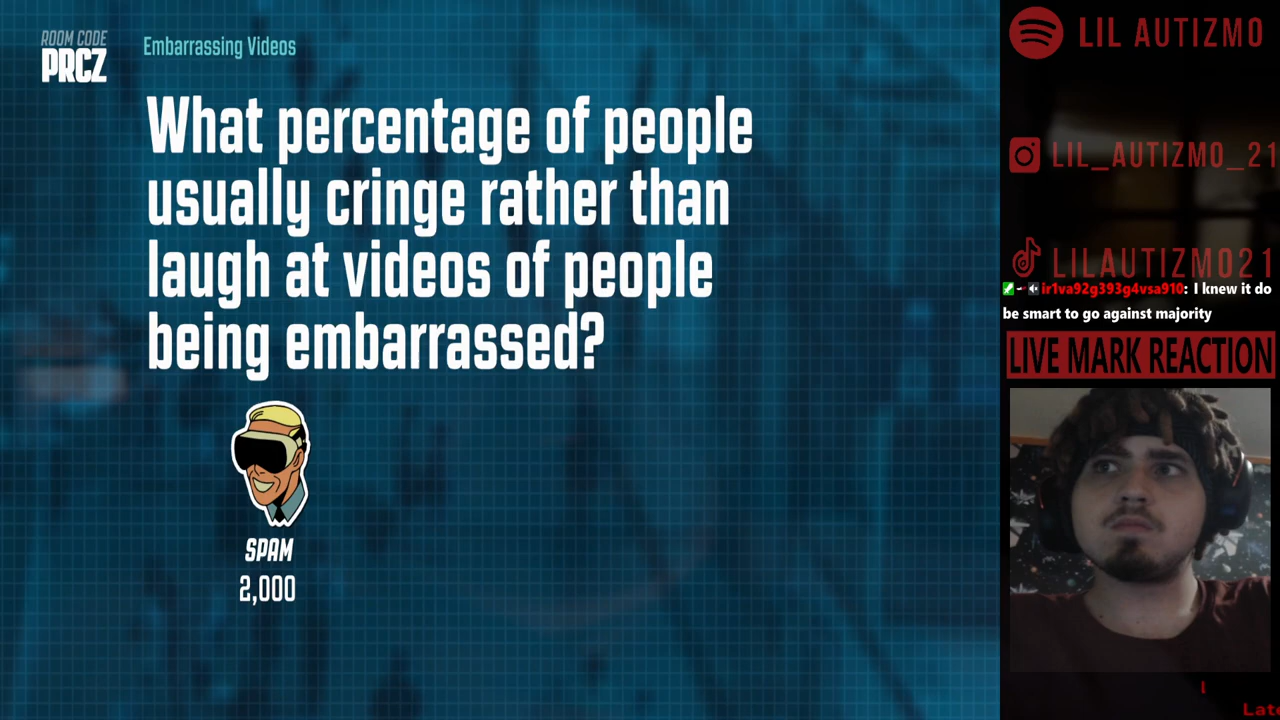 ROOM CODE
PRCZ
Embarrassing Videos
What percentage of people
usually cringe rather than
laugh at videos of people
being embarrassed?
SPAM
2,000
LIL AUTIZMO
LIL_AUTIZMO_21
LILAUTIZMO21
ir1va92g393g4vsa910: I knew it do
be smart to go against majority
LIVE MARK REACTION